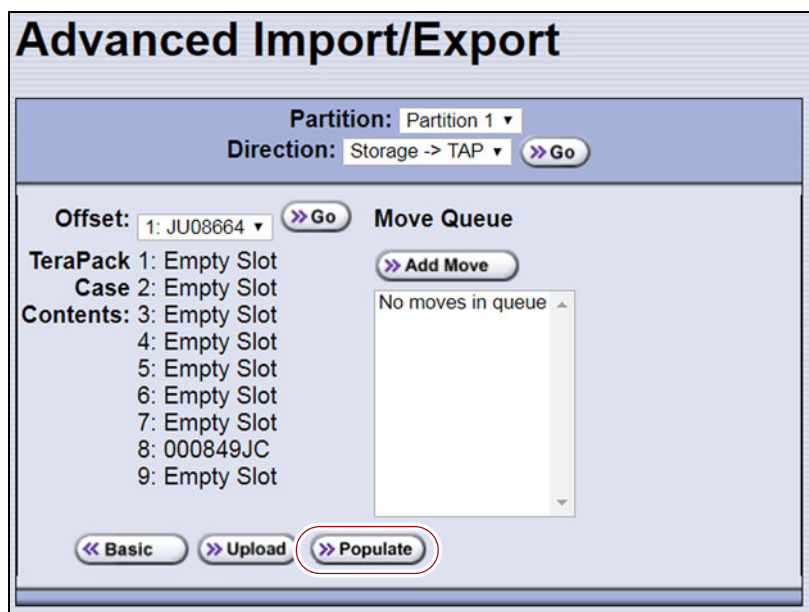 Advanced Import/Export
Partition: Partition 1
Direction: Storage -> TAP Go
Offset: 1: JU08664 Go
TeraPack 1: Empty Slot
Case 2: Empty Slot
Contents: 3: Empty Slot
4: Empty Slot
5: Empty Slot
6: Empty Slot
7: Empty Slot
8: 000849JC
9: Empty Slot
Move Queue
Add Move
No moves in queue
Basic Upload Populate